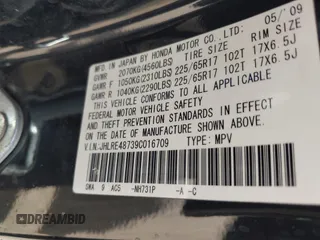 MFD. IN JAPAN BY HONDA MOTOR CO., LTD. 05/'09
GVWR 2070KG(4560LBS) TIRE SIZE RIM SIZE
GAWR F 1050KG(2310LBS) 225/65R17 102T 17X6.5J
GAWR R 1040KG(2290LBS) 225/65R17 102T 17X6.5J
THIS VEHICLE CONFORMS TO ALL APPLICABLE
FEDERAL MOTOR VEHICLE SAFETY AND
THEFT PREVENTION STANDARDS IN EFFECT ON THE
DATE OF MANUFACTURE SHOWN ABOVE.
V.I.N.:JHLRE48739C016709 TYPE: MPV
SWA 9 AC5 -NH731P -A -C
DREAMBID